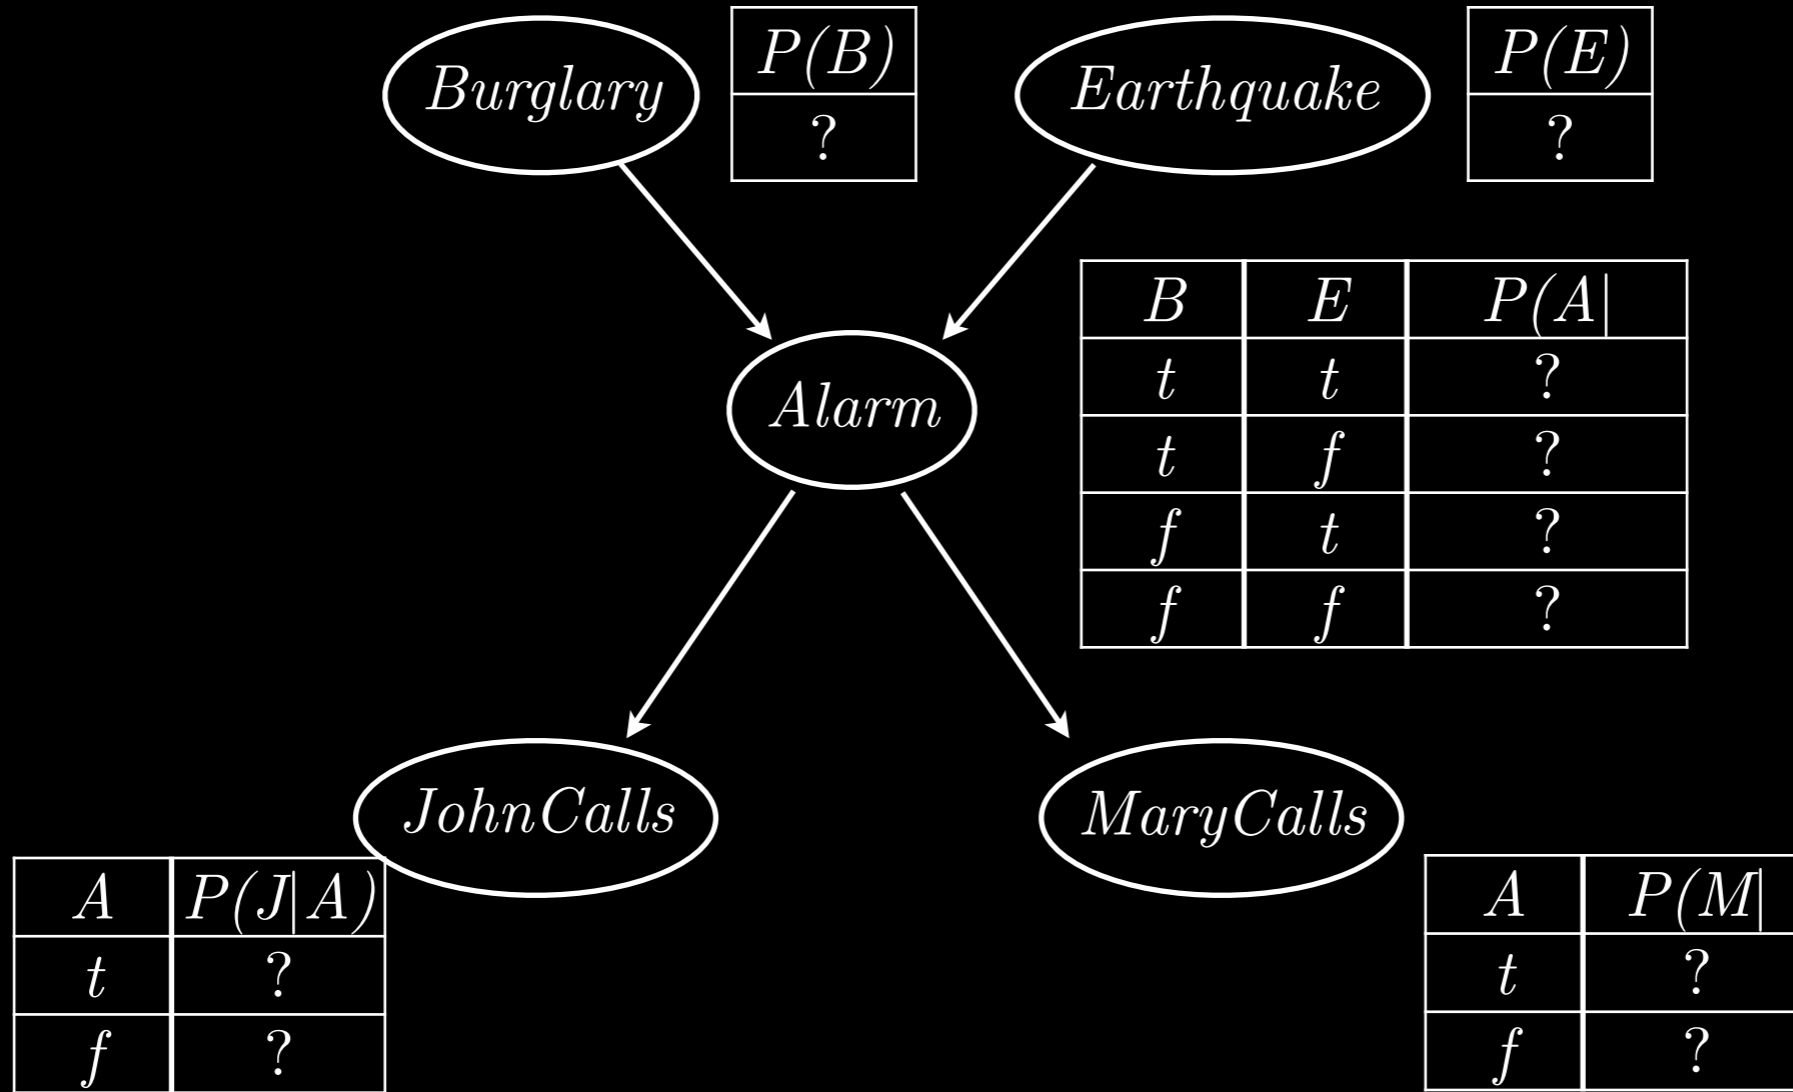 Burglary
P(B)
?
Earthquake
P(E)
?
B E P(A|
t t ?
t f ?
f t ?
f f ?
Alarm
JohnCalls
MaryCalls
A P(J|A)
t ?
f ?
A P(M|
t ?
f ?